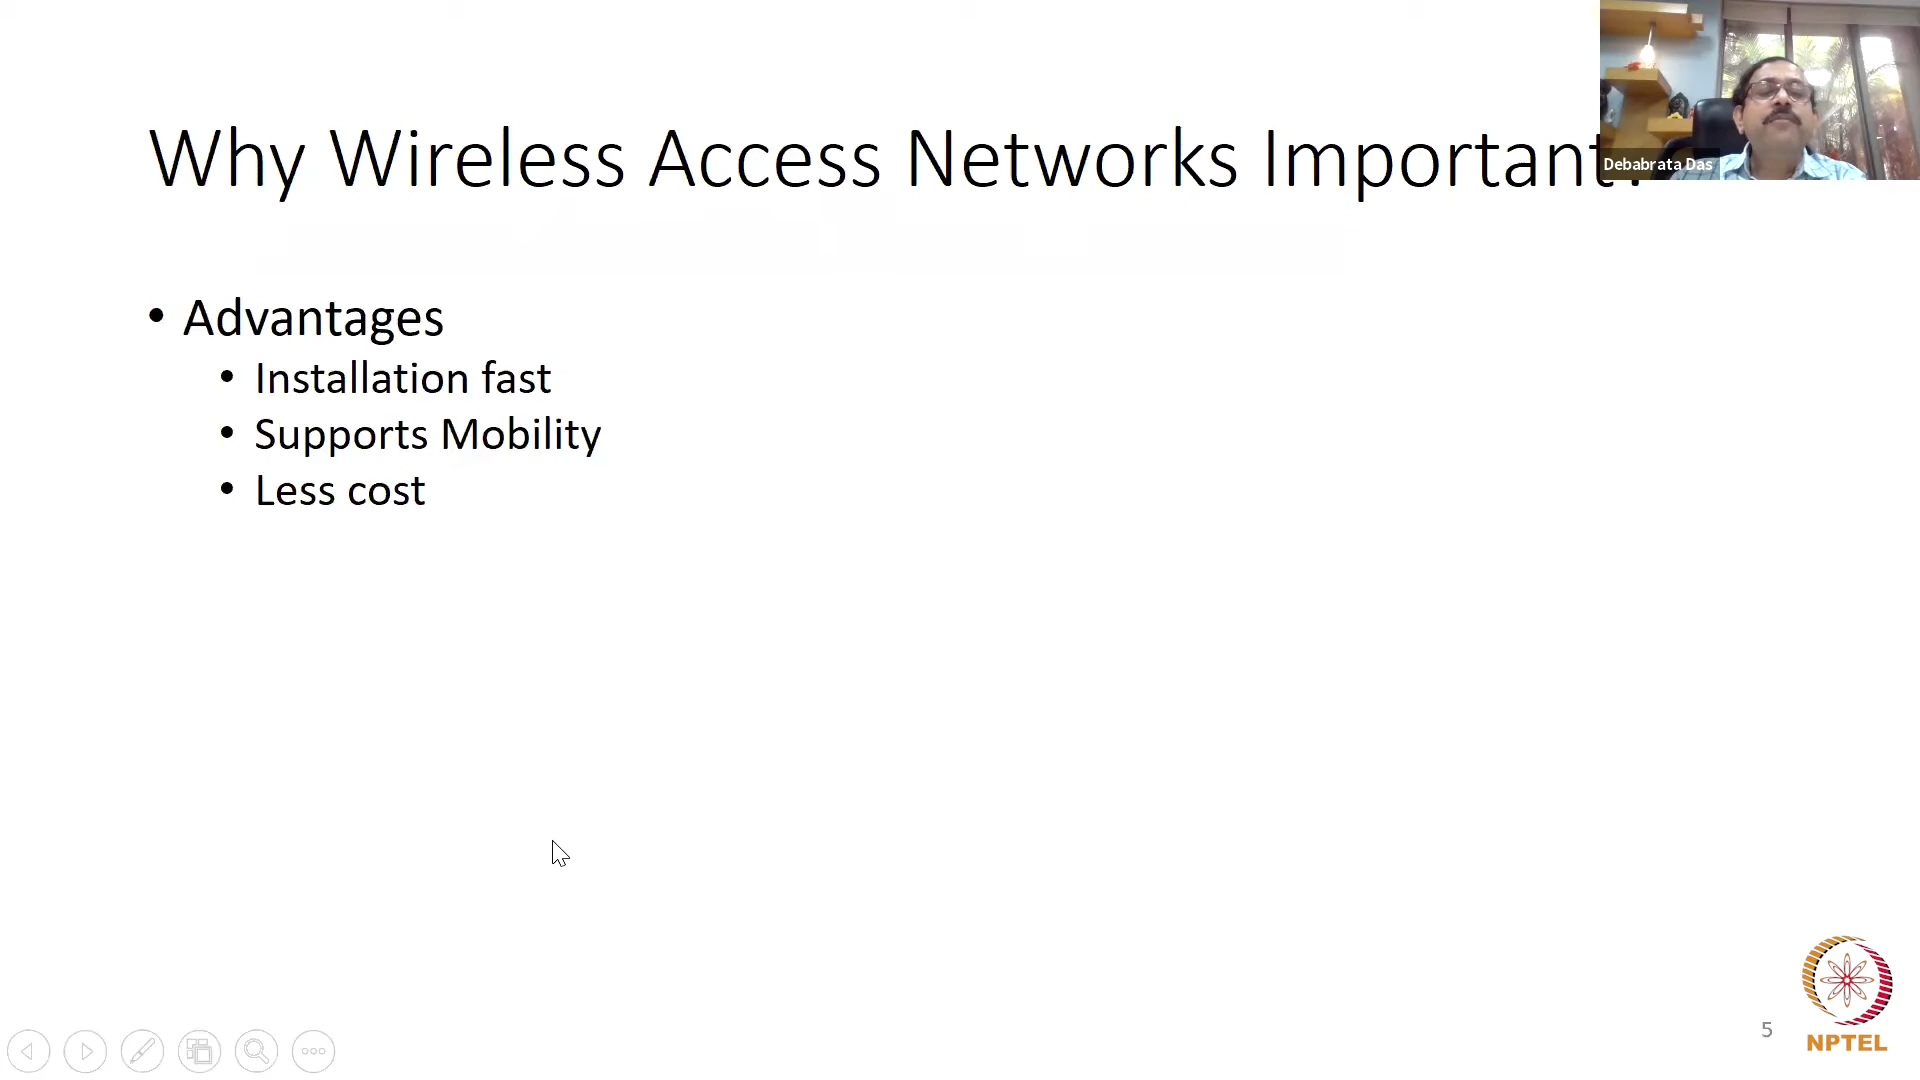 Why Wireless Access Networks Important?
Debabrata Das
• Advantages
• Installation fast
• Supports Mobility
• Less cost
5
NPTEL